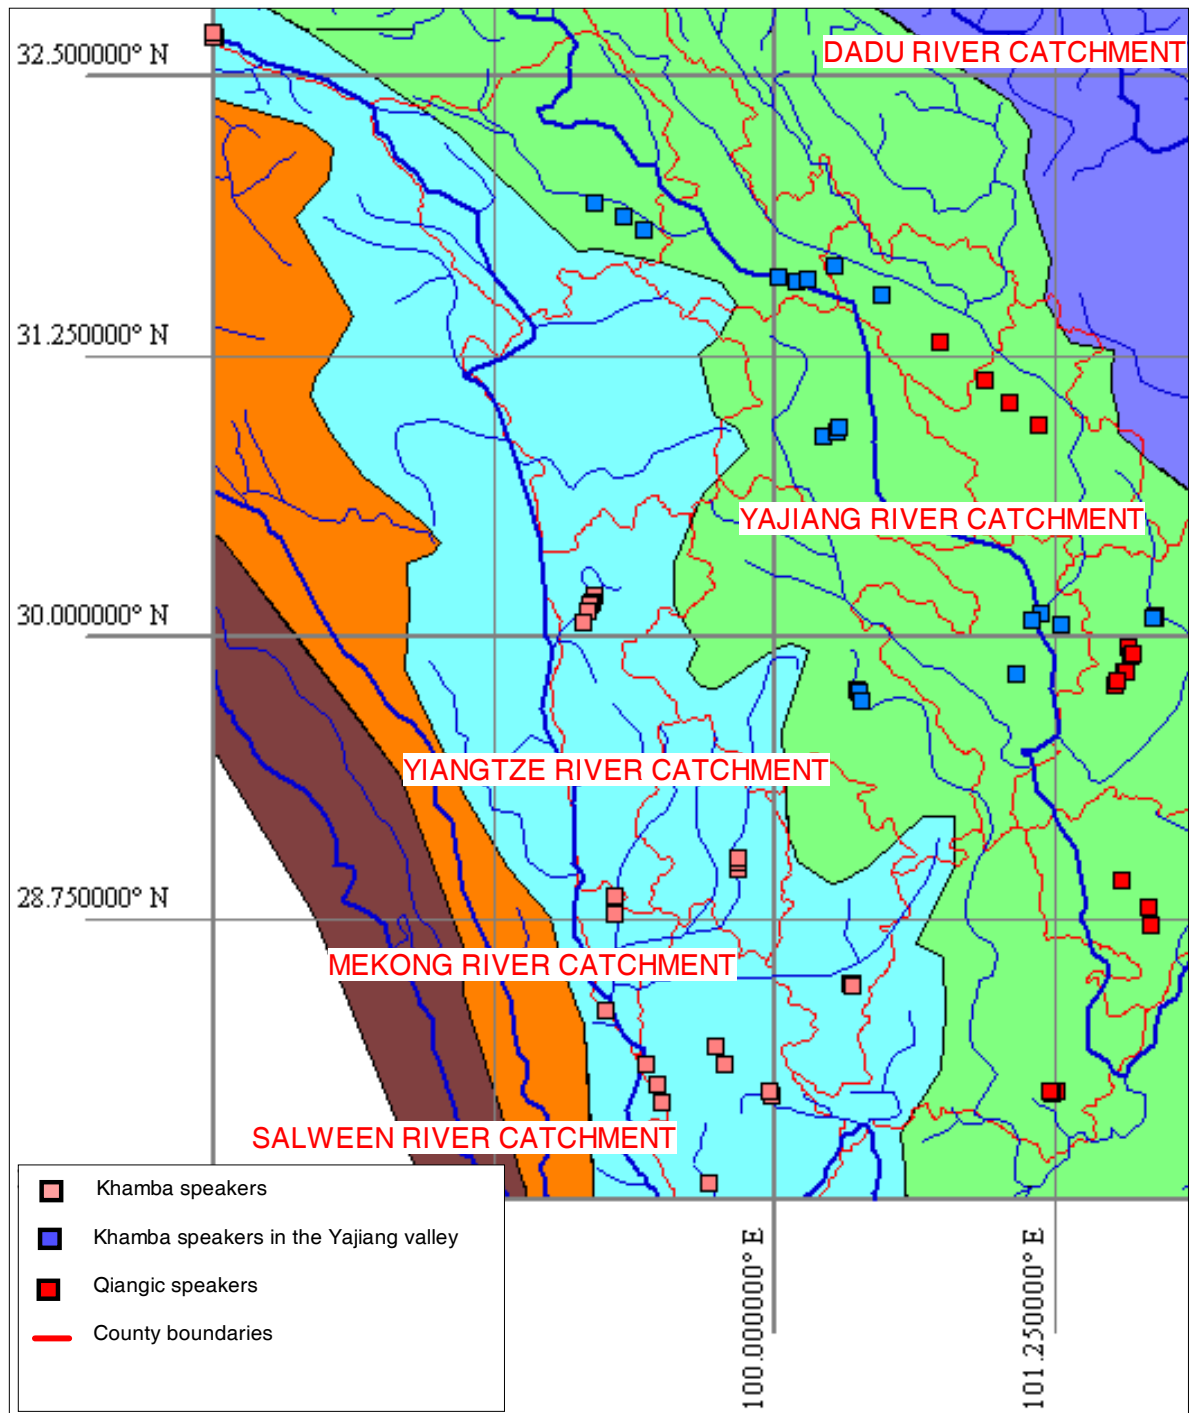 DADU RIVER CATCHMENT
32.500000° N
31.250000° N
YAJIANG RIVER CATCHMENT
30.000000° N
YIANGTZE RIVER CATCHMENT
28.750000° N
MEKONG RIVER CATCHMENT
SALWEEN RIVER CATCHMENT
Khamba speakers
Khamba speakers in the Yajiang valley
Qiangic speakers
County boundaries
100.000000° E
101.250000° E